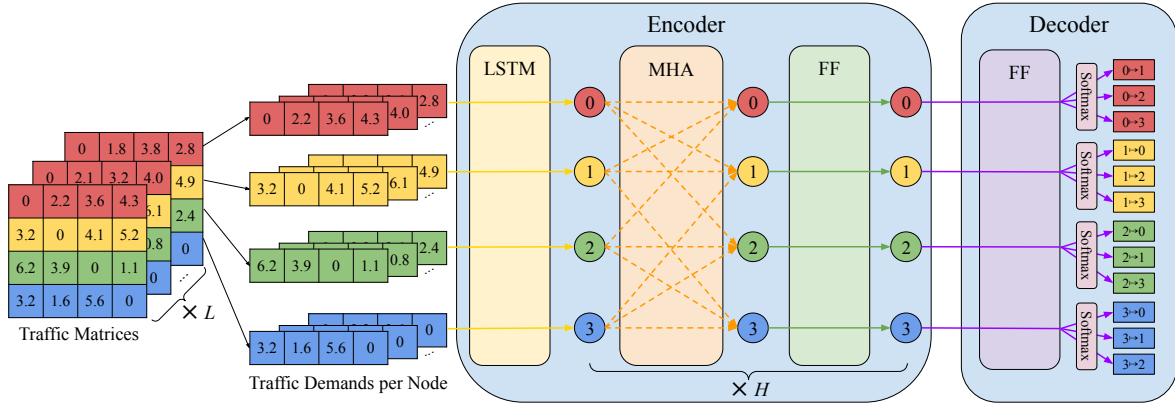 Encoder
Decoder
LSTM
MHA
FF
FF
0 1.8 3.8 2.8
0 2.1 3.2 4.0
4.9
0 2.2 3.6 4.3
6.1
3.2 0 4.1 5.2
2.4
0.8
6.2 3.9 0 1.1
0
0
3.2 1.6 5.6 0
...
× L
Traffic Matrices
2.8
4.0
0 2.2 3.6 4.3
...
4.9
6.1
3.2 0 4.1 5.2
...
2.4
0.8
6.2 3.9 0 1.1
...
0
0
3.2 1.6 5.6 0
...
Traffic Demands per Node
0 0 0
1 1 1
2 2 2
3 3 3
× H
Softmax
0↦1
0↦2
0↦3
Softmax
1↦0
1↦2
1↦3
Softmax
2↦0
2↦1
2↦3
Softmax
3↦0
3↦1
3↦2